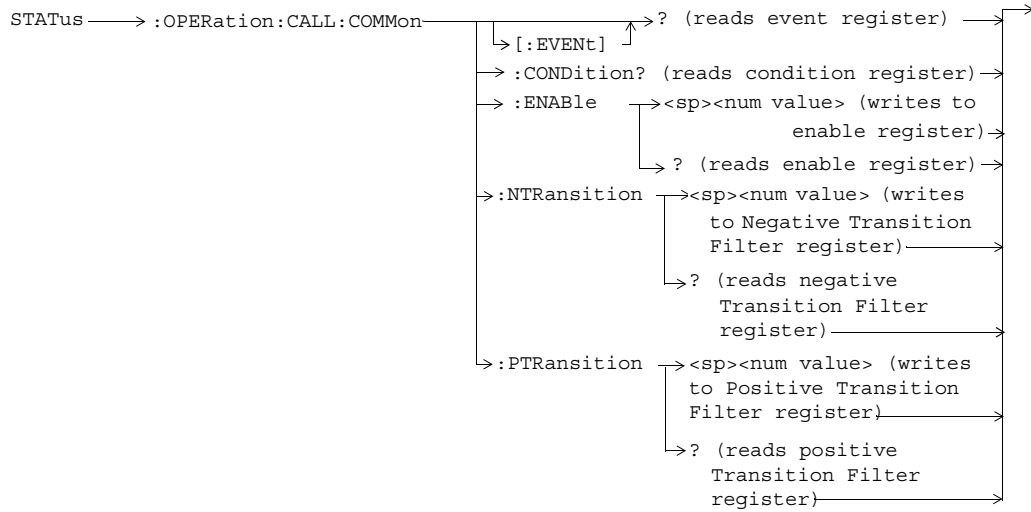 STATus :OPERation:CALL:COMMon ? (reads event register)
[:EVENt]
:CONDition? (reads condition register)
:ENABle <sp><num value> (writes to
enable register)
? (reads enable register)
:NTRansition <sp><num value> (writes
to Negative Transition
Filter register)
? (reads negative
Transition Filter
register)
:PTRansition <sp><num value> (writes
to Positive Transition
Filter register)
? (reads positive
Transition Filter
register)